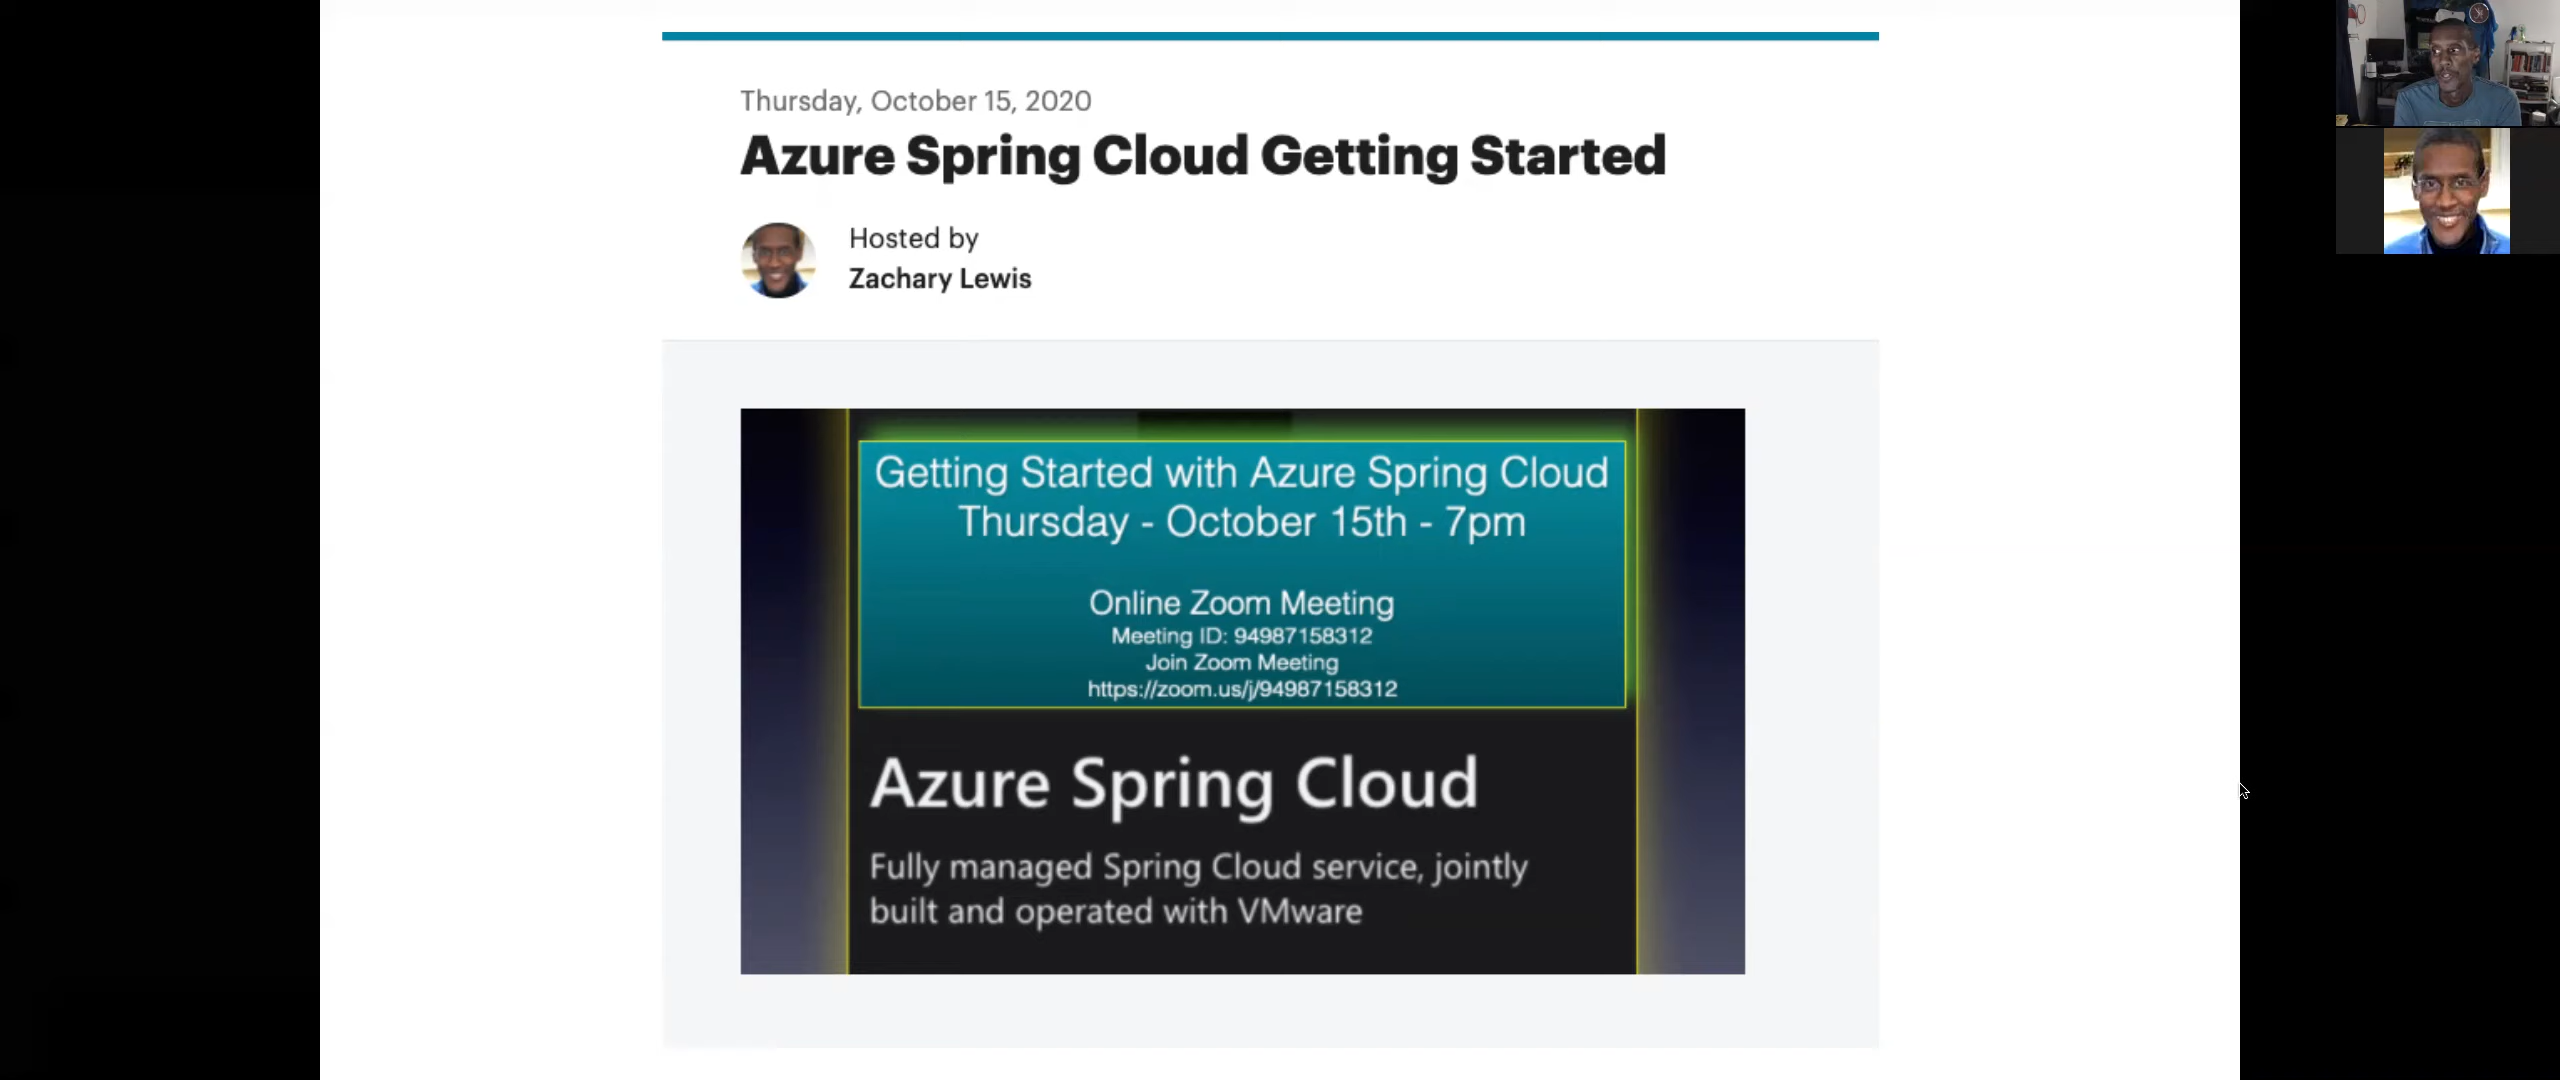 Thursday, October 15, 2020
Azure Spring Cloud Getting Started
Hosted by
Zachary Lewis
Getting Started with Azure Spring Cloud
Thursday - October 15th - 7pm
Online Zoom Meeting
Meeting ID: 94987158312
Join Zoom Meeting
https://zoom.us/j/94987158312
Azure Spring Cloud
Fully managed Spring Cloud service, jointly
built and operated with VMware